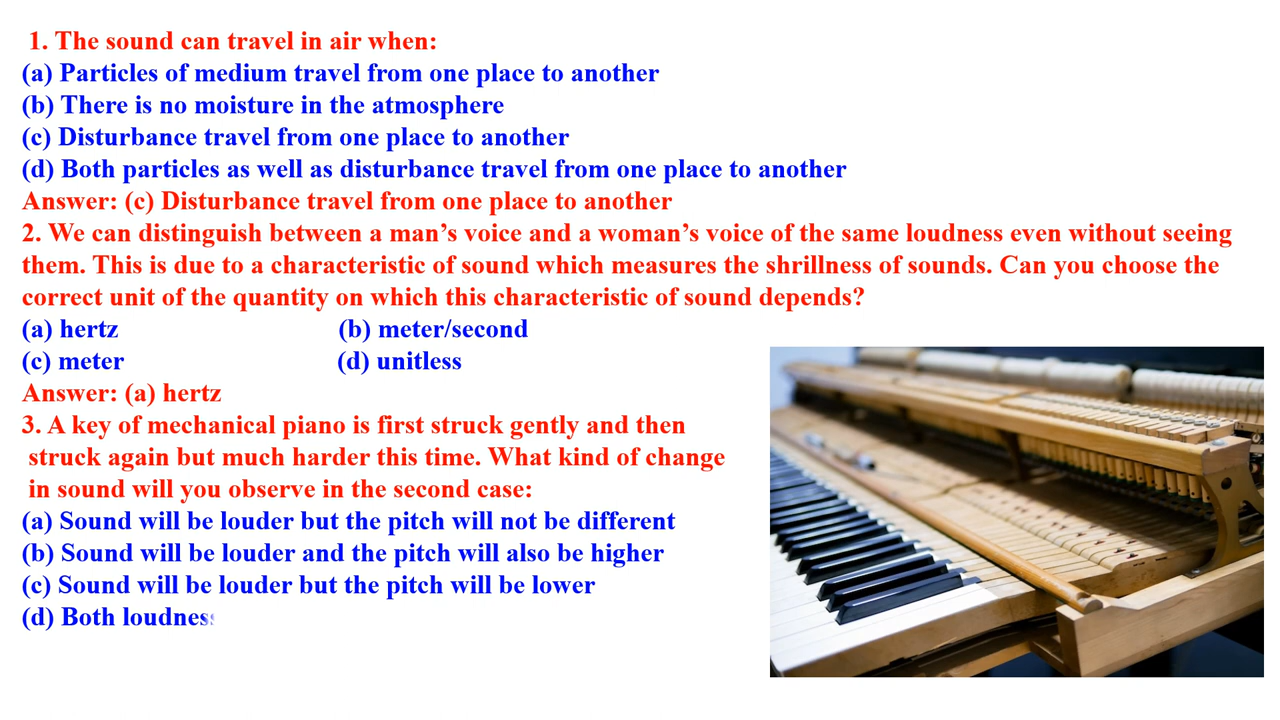 1. The sound can travel in air when:
(a) Particles of medium travel from one place to another
(b) There is no moisture in the atmosphere
(c) Disturbance travel from one place to another
(d) Both particles as well as disturbance travel from one place to another
Answer: (c) Disturbance travel from one place to another
2. We can distinguish between a man’s voice and a woman’s voice of the same loudness even without seeing
them. This is due to a characteristic of sound which measures the shrillness of sounds. Can you choose the
correct unit of the quantity on which this characteristic of sound depends?
(a) hertz (b) meter/second
(c) meter (d) unitless
Answer: (a) hertz
3. A key of mechanical piano is first struck gently and then
struck again but much harder this time. What kind of change
in sound will you observe in the second case:
(a) Sound will be louder but the pitch will not be different
(b) Sound will be louder and the pitch will also be higher
(c) Sound will be louder but the pitch will be lower
(d) Both loudness